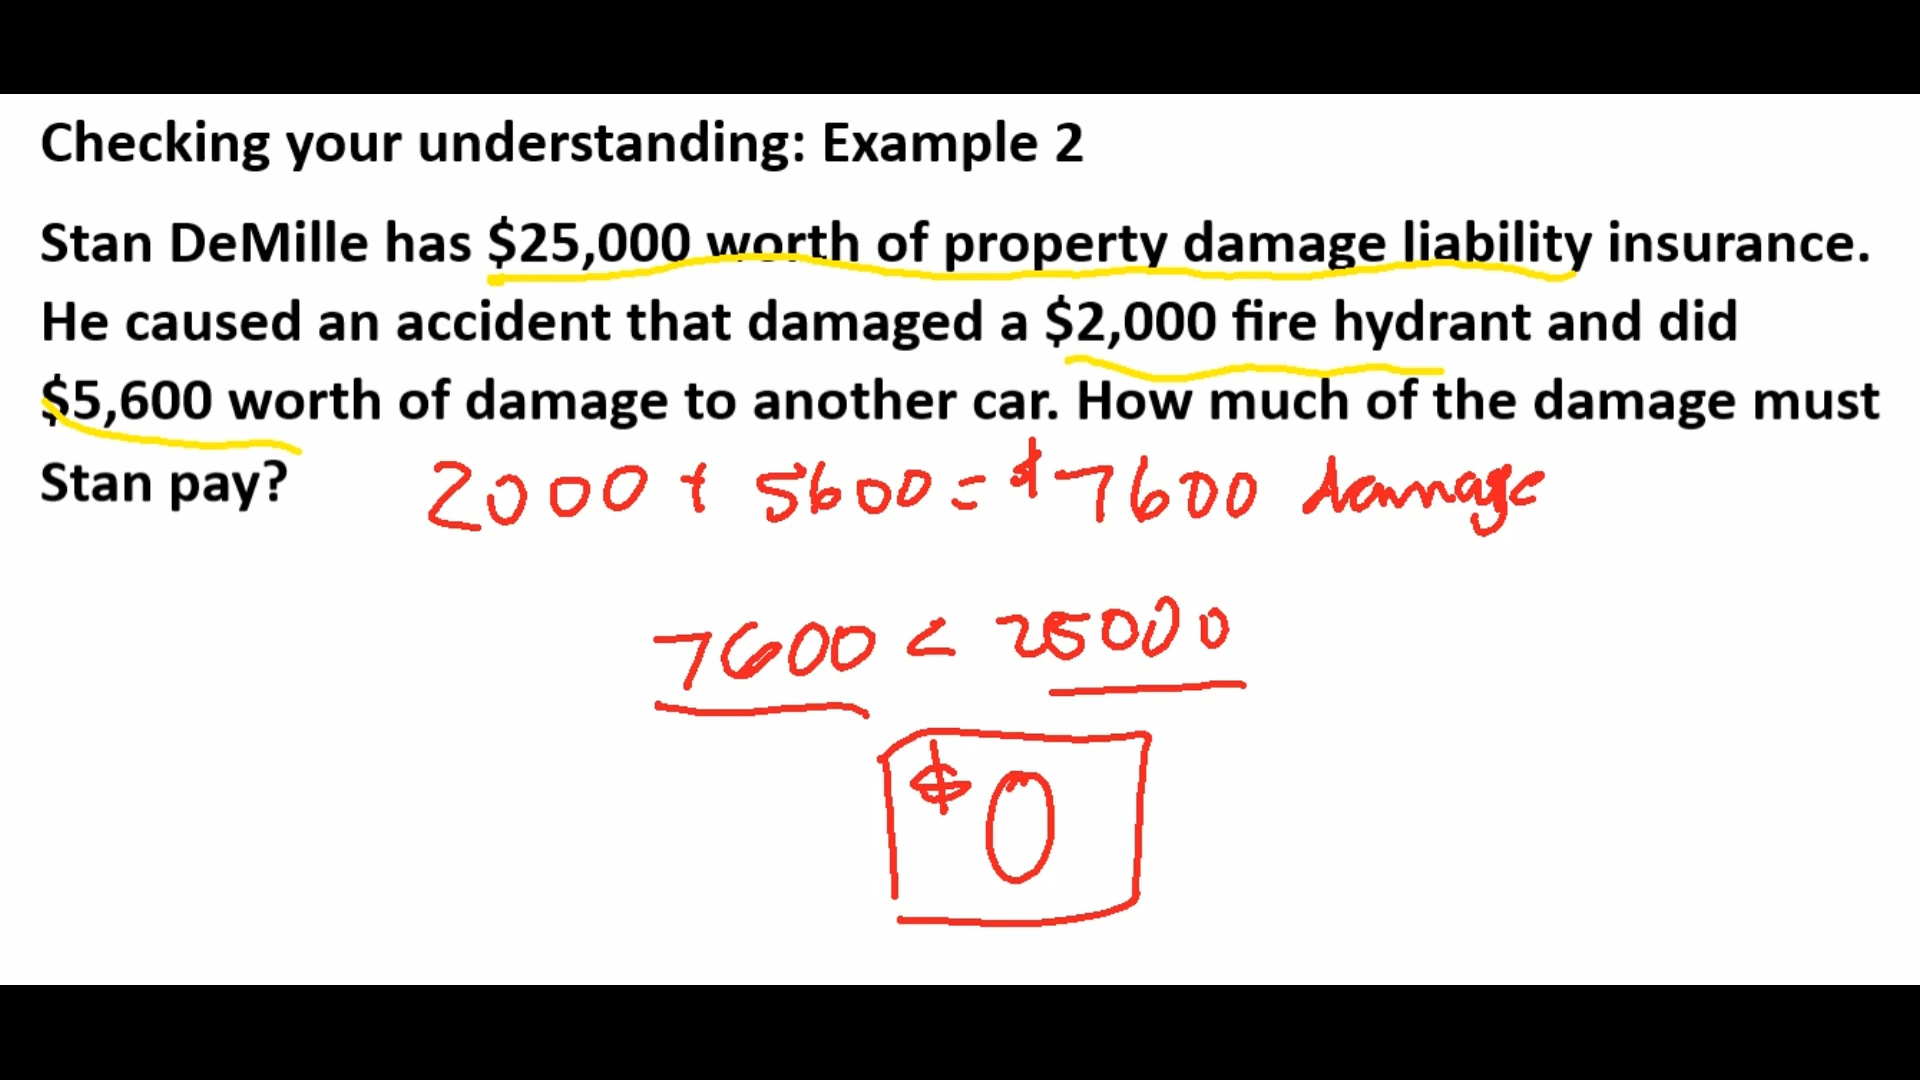 Checking your understanding: Example 2
Stan DeMille has $25,000 worth of property damage liability insurance.
He caused an accident that damaged a $2,000 fire hydrant and did
$5,600 worth of damage to another car. How much of the damage must
Stan pay?
2000 + 5600 = $7600 damage
7600 < 25000
$0